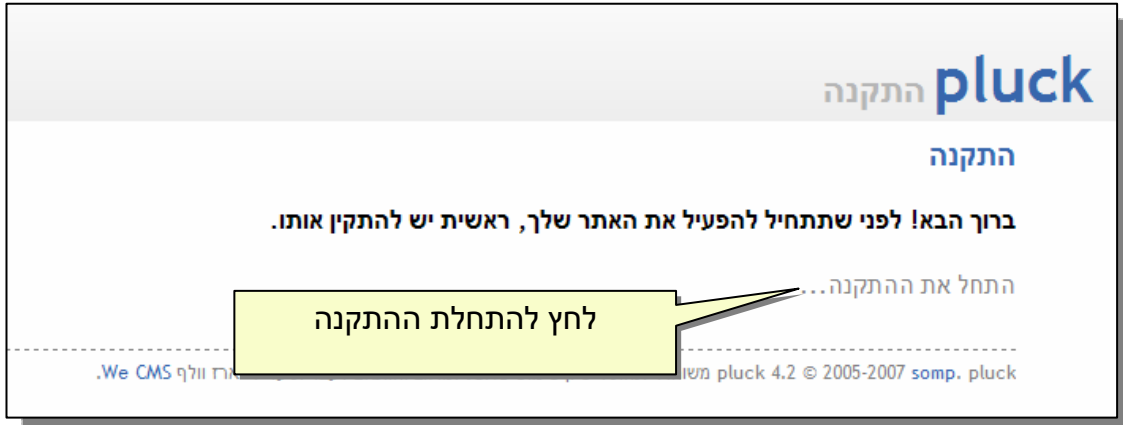 pluck התקנה
התקנה
ברוך הבא! לפני שתתחיל להפעיל את האתר שלך, ראשית יש להתקין אותו.
התחל את ההתקנה...
לחץ להתחלת ההתקנה
pluck 4.2 © 2005-2007 somp. pluck וולף We CMS.